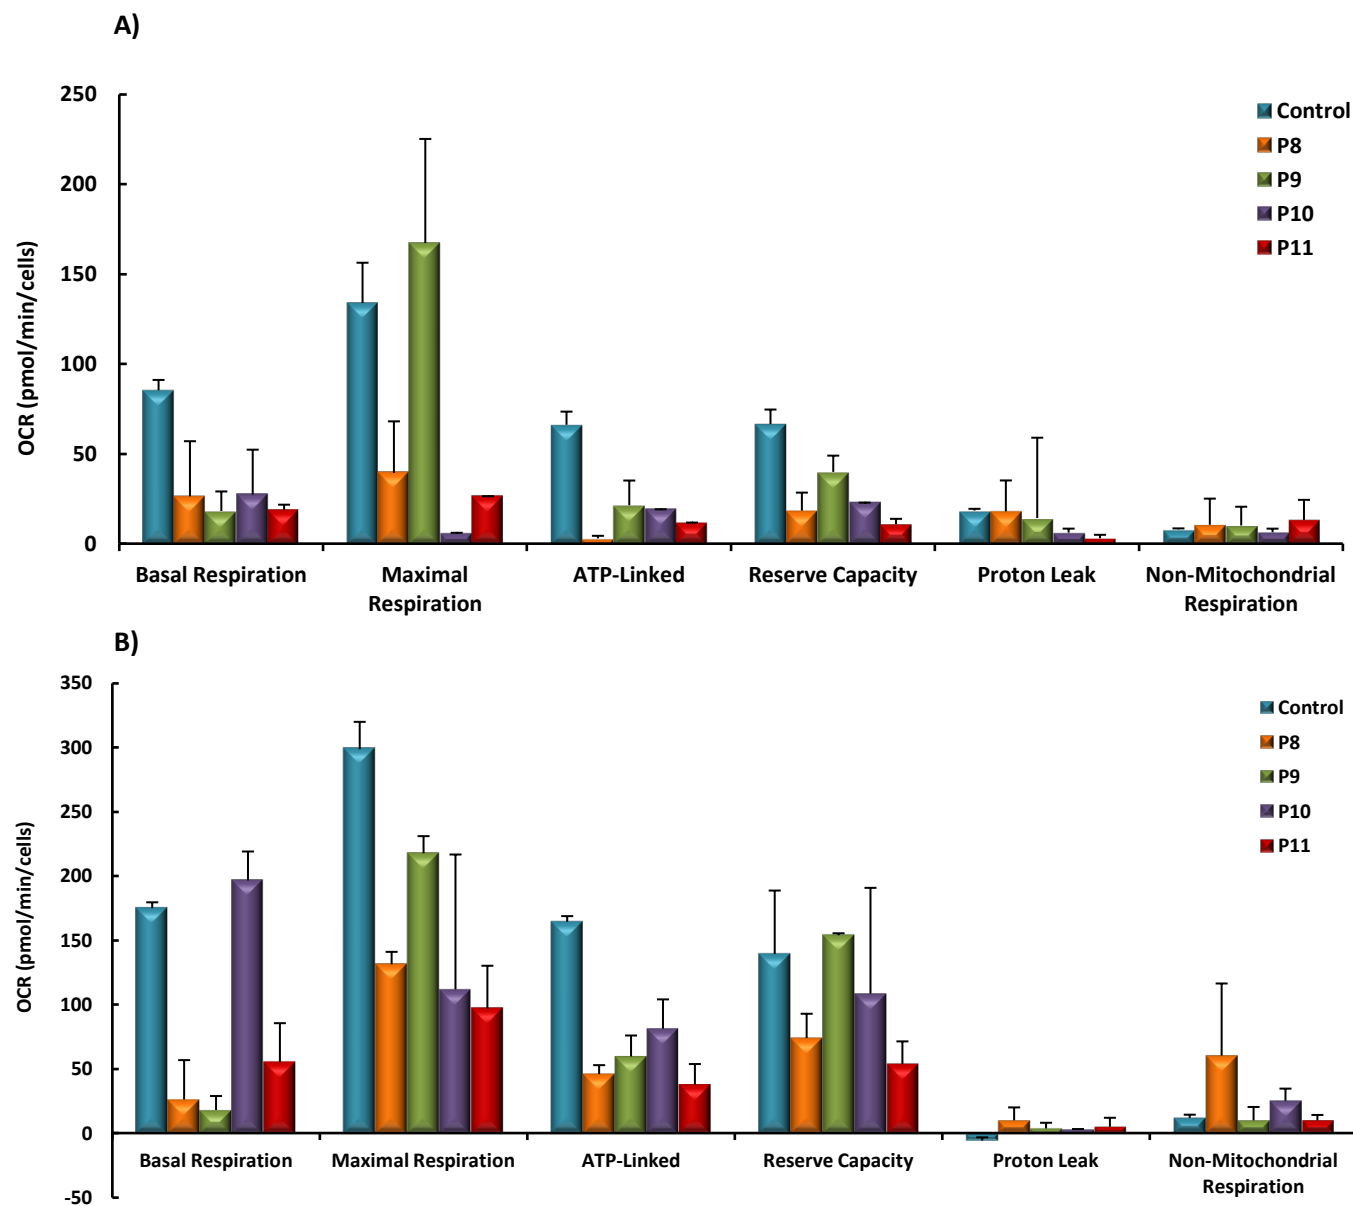 A)
250
200
150
100
50
0
OCR (pmol/min/cells)
Control
P8
P9
P10
P11
Basal Respiration
Maximal
Respiration
ATP-Linked
Reserve Capacity
Proton Leak
Non-Mitochondrial
Respiration
B)
350
300
250
200
150
100
50
0
-50
OCR (pmol/min/cells)
Control
P8
P9
P10
P11
Basal Respiration
Maximal Respiration
ATP-Linked
Reserve Capacity
Proton Leak
Non-Mitochondrial
Respiration